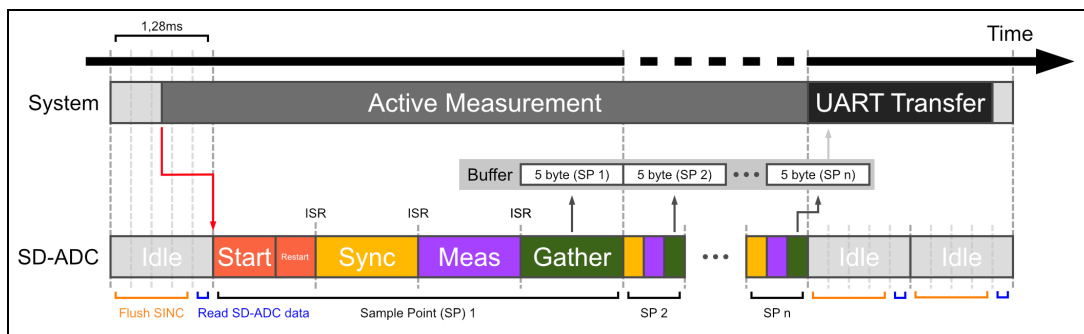 1,28ms
Time
System
Active Measurement
UART Transfer
Buffer
5 byte (SP 1)
5 byte (SP 2)
5 byte (SP n)
ISR
ISR
ISR
SD-ADC
Idle
Start
Restart
Sync
Meas
Gather
Idle
Idle
Flush SINC
Read SD-ADC data
Sample Point (SP) 1
SP 2
SP n